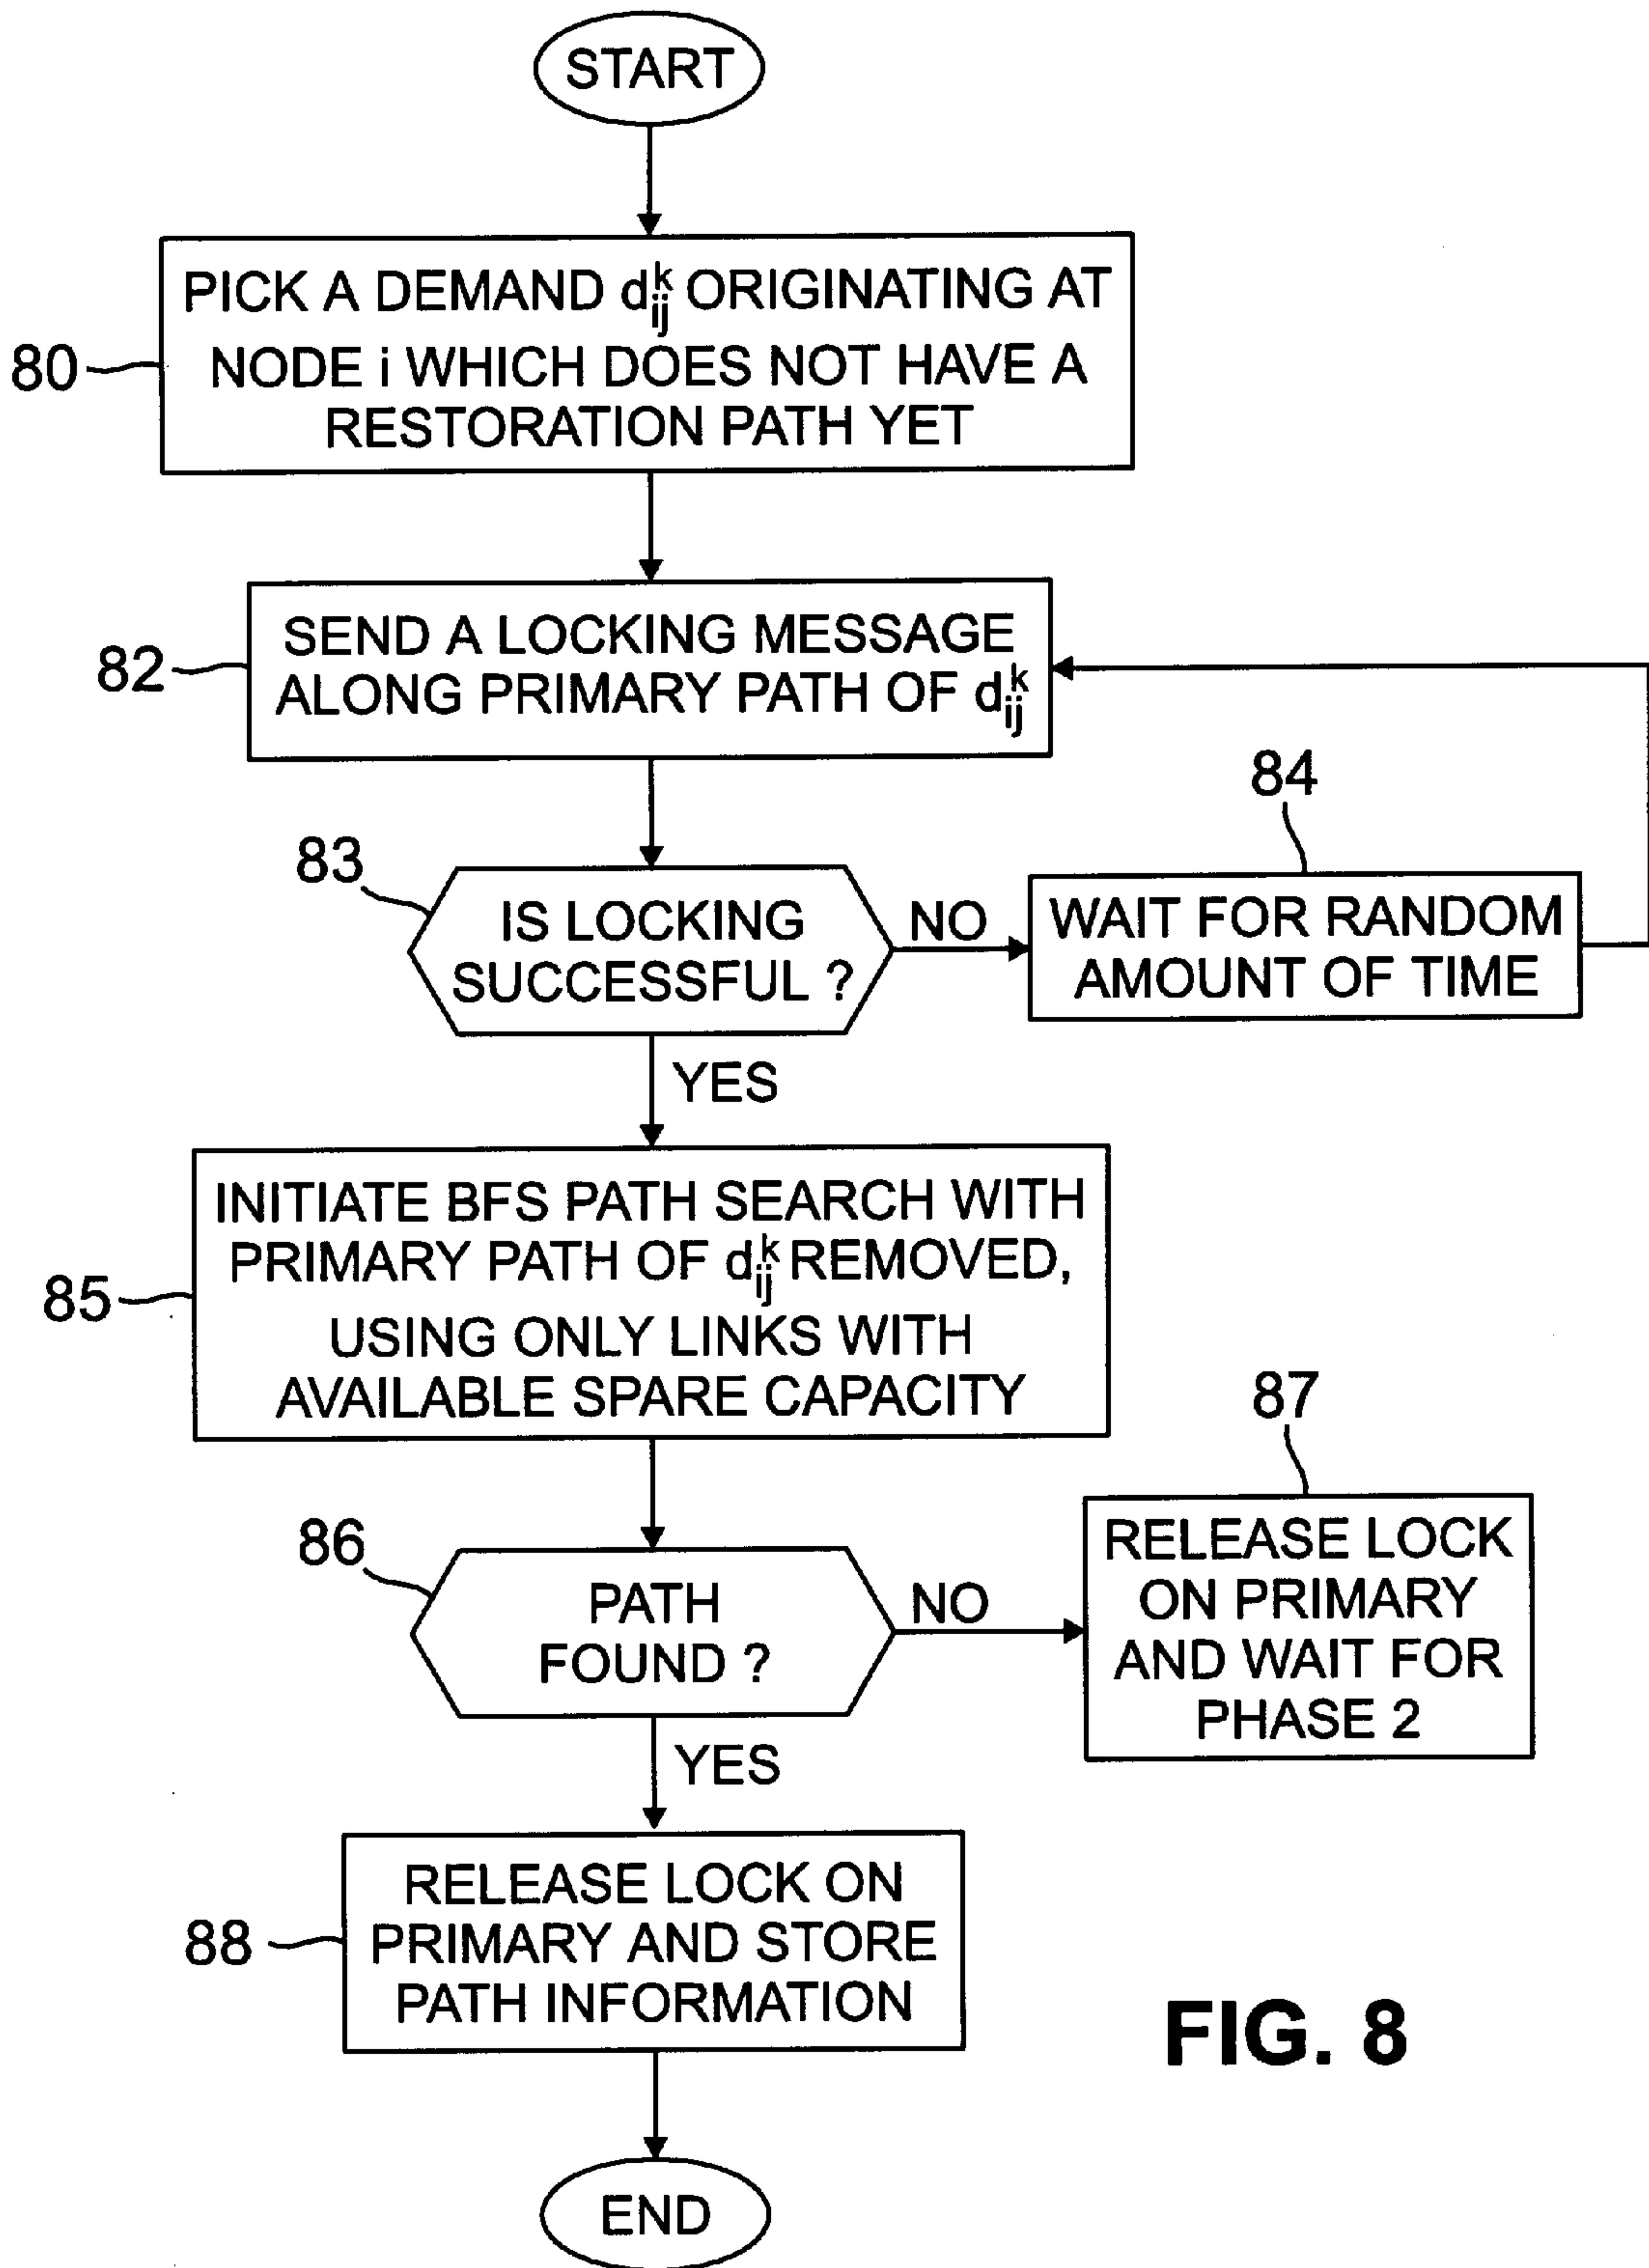 START
PICK A DEMAND d^k_ij ORIGINATING AT
NODE i WHICH DOES NOT HAVE A
RESTORATION PATH YET
80
SEND A LOCKING MESSAGE
ALONG PRIMARY PATH OF d^k_ij
82
84
83
IS LOCKING
SUCCESSFUL ?
NO
WAIT FOR RANDOM
AMOUNT OF TIME
YES
INITIATE BFS PATH SEARCH WITH
PRIMARY PATH OF d^k_ij REMOVED,
USING ONLY LINKS WITH
AVAILABLE SPARE CAPACITY
85
87
86
PATH
FOUND ?
NO
RELEASE LOCK
ON PRIMARY
AND WAIT FOR
PHASE 2
YES
RELEASE LOCK ON
PRIMARY AND STORE
PATH INFORMATION
88
FIG. 8
END